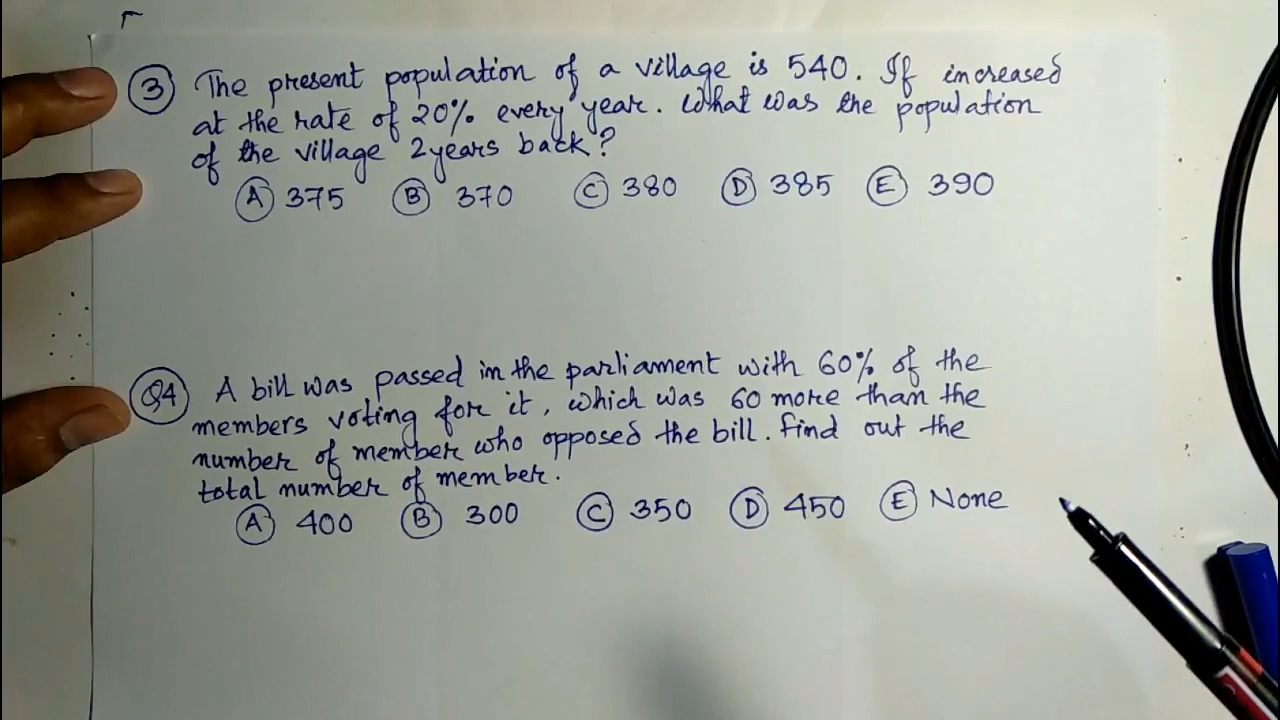 ③ The present population of a village is 540. If increased
at the rate of 20% every year. What was the population
of the village 2 years back?
Ⓐ 375 Ⓑ 370 Ⓒ 380 Ⓓ 385 Ⓔ 390
Q4 A bill was passed in the parliament with 60% of the
members voting for it, which was 60 more than the
number of member who opposed the bill. Find out the
total number of member.
Ⓐ 400 Ⓑ 300 Ⓒ 350 Ⓓ 450 Ⓔ None